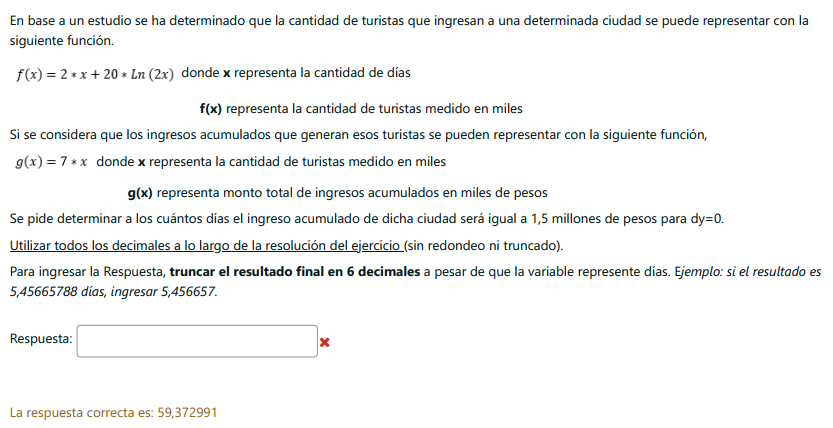 En base a un estudio se ha determinado que la cantidad de turistas que ingresan a una determinada ciudad se puede representar con la
siguiente función.
f(x) = 2 * x + 20 * Ln (2x) donde x representa la cantidad de días
f(x) representa la cantidad de turistas medido en miles
Si se considera que los ingresos acumulados que generan esos turistas se pueden representar con la siguiente función,
g(x) = 7 * x donde x representa la cantidad de turistas medido en miles
g(x) representa monto total de ingresos acumulados en miles de pesos
Se pide determinar a los cuántos días el ingreso acumulado de dicha ciudad será igual a 1,5 millones de pesos para dy=0.
Utilizar todos los decimales a lo largo de la resolución del ejercicio (sin redondeo ni truncado).
Para ingresar la Respuesta, truncar el resultado final en 6 decimales a pesar de que la variable represente días. Ejemplo: si el resultado es
5,45665788 días, ingresar 5,456657.
Respuesta:
La respuesta correcta es: 59,372991